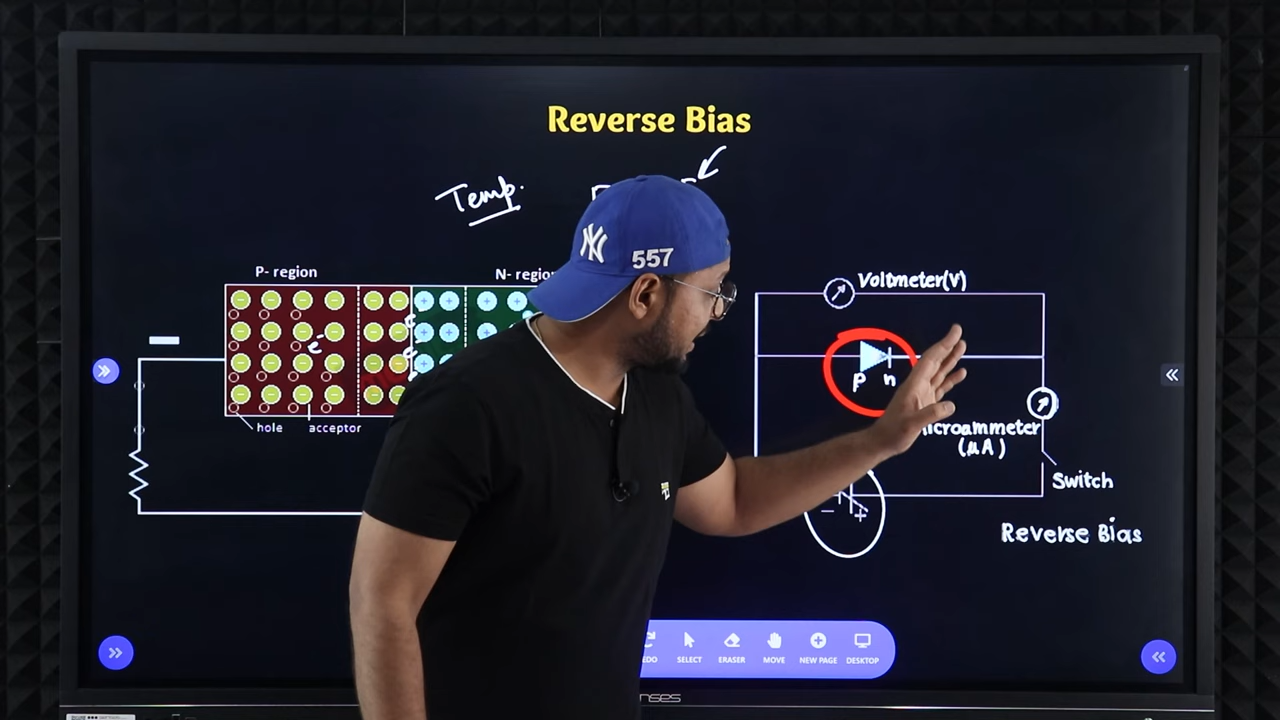 Reverse Bias
Temp.
P- region
N- region
Voltmeter(V)
e-
p n
hole acceptor
(μA)
Switch
- +
Reverse Bias
NY
557
SELECT ERASER MOVE NEW PAGE DESKTOP